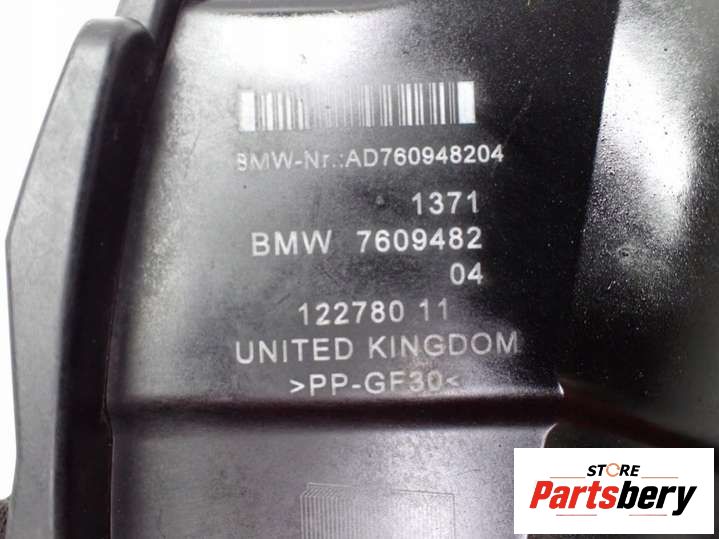 BMW-Nr.:AD760948204
1371
BMW 7609482
04
122780 11
UNITED KINGDOM
>PP-GF30<
STORE
Partsbery